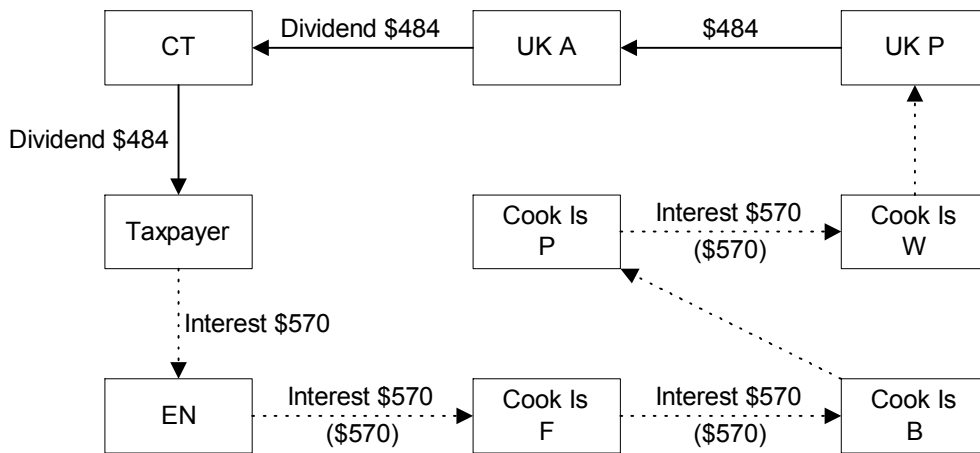 CT
Dividend $484
UK A
$484
UK P
Dividend $484
Taxpayer
Cook Is
P
Interest $570
($570)
Cook Is
W
Interest $570
EN
Interest $570
($570)
Cook Is
F
Interest $570
($570)
Cook Is
B